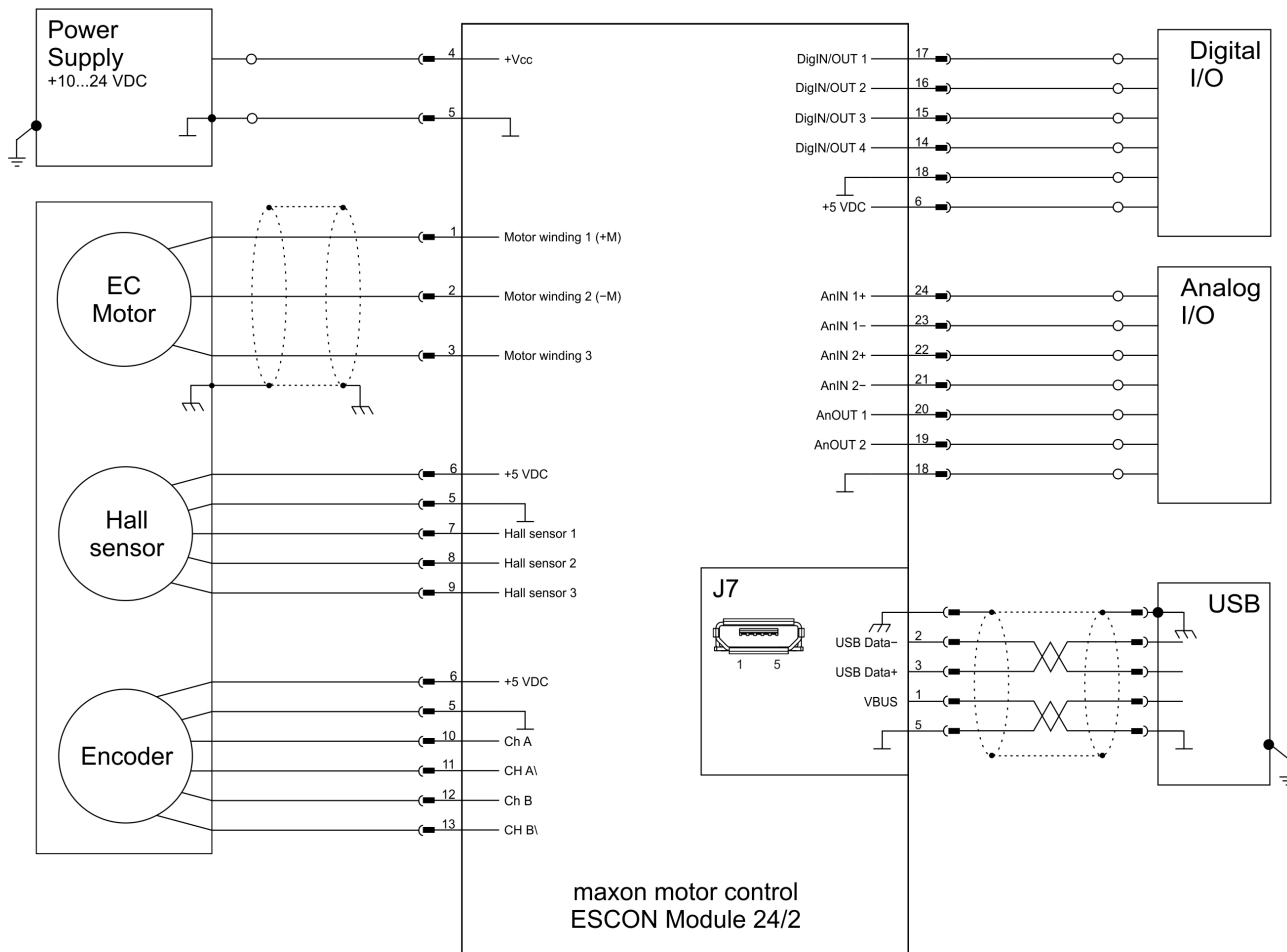 Power
Supply
+10...24 VDC
4
+Vcc
5
EC
Motor
1
Motor winding 1 (+M)
2
Motor winding 2 (−M)
3
Motor winding 3
Hall
sensor
6
+5 VDC
5
7
Hall sensor 1
8
Hall sensor 2
9
Hall sensor 3
Encoder
6
+5 VDC
5
10
Ch A
11
CH A\
12
Ch B
13
CH B\
DigIN/OUT 1
17
DigIN/OUT 2
16
DigIN/OUT 3
15
DigIN/OUT 4
14
18
+5 VDC
6
Digital
I/O
AnIN 1+
24
AnIN 1−
23
AnIN 2+
22
AnIN 2−
21
AnOUT 1
20
AnOUT 2
19
18
Analog
I/O
J7
1 5
USB Data−
2
USB Data+
3
VBUS
1
5
USB
maxon motor control
ESCON Module 24/2